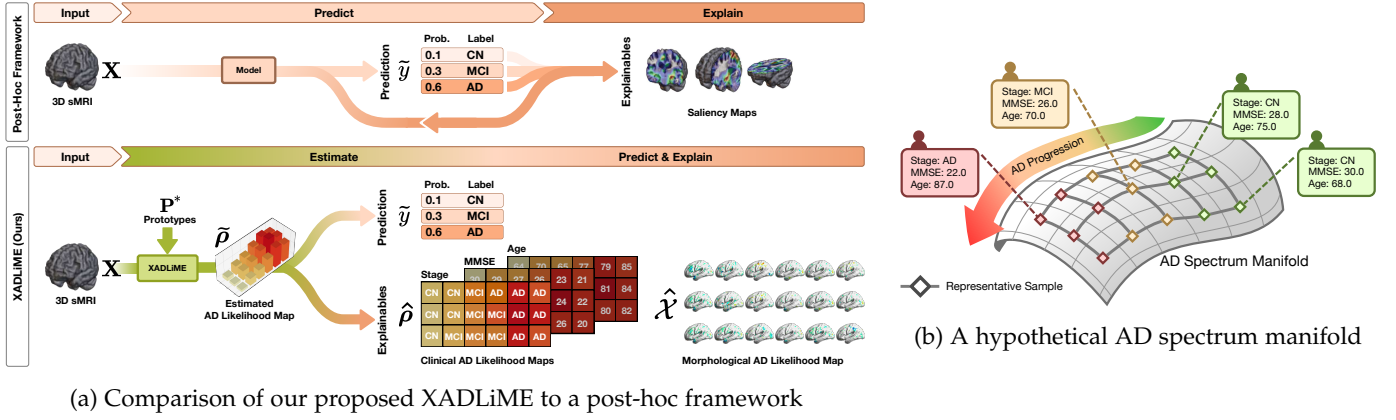 Post-Hoc Framework
Input
Predict
Explain
3D sMRI
X
Model
Prediction
ỹ
Prob. Label
0.1 CN
0.3 MCI
0.6 AD
Explainables
Saliency Maps
XADLiME (Ours)
Input
Estimate
Predict & Explain
3D sMRI
X
P*
Prototypes
XADLiME
ρ̃
Estimated
AD Likelihood Map
Prediction
ỹ
Prob. Label
0.1 CN
0.3 MCI
0.6 AD
Explainables
ρ̂
Age
MMSE
Stage
70 65 77 79 85
29 27 26 23 21 81 84
CN CN MCI AD AD AD
24 22
CN CN MCI MCI AD AD
80 82
26 20
CN MCI MCI MCI AD AD
Clinical AD Likelihood Maps
𝒳̂
Morphological AD Likelihood Map
(a) Comparison of our proposed XADLiME to a post-hoc framework
Stage: MCI
MMSE: 26.0
Age: 70.0
Stage: CN
MMSE: 28.0
Age: 75.0
Stage: AD
MMSE: 22.0
Age: 87.0
Stage: CN
MMSE: 30.0
Age: 68.0
AD Progression
AD Spectrum Manifold
Representative Sample
(b) A hypothetical AD spectrum manifold